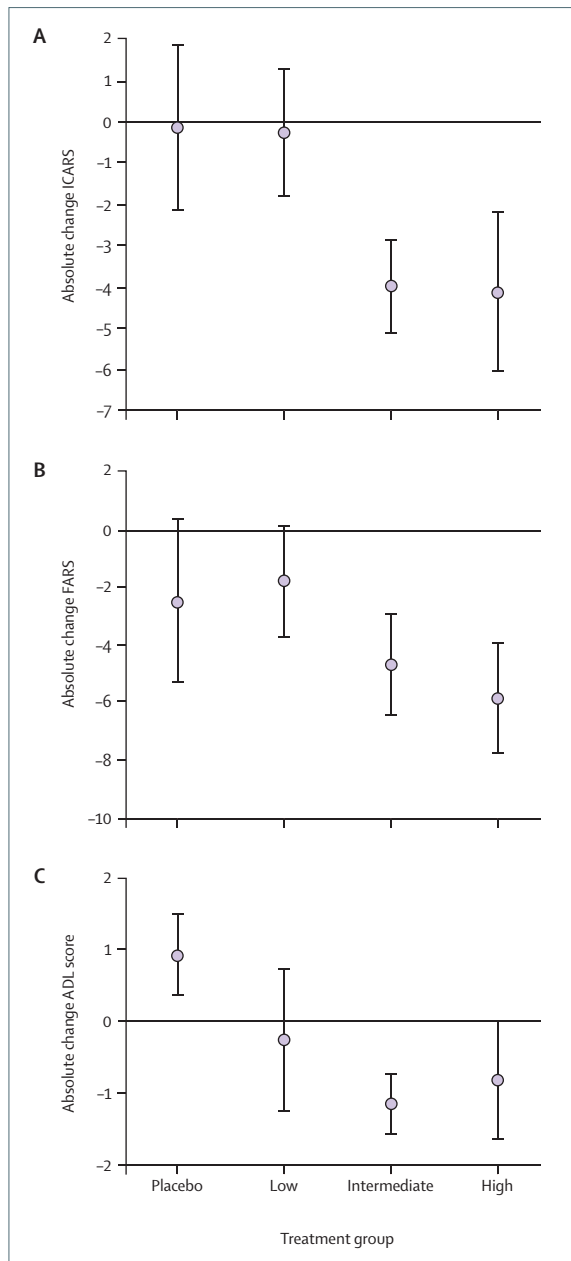 A
2
1
0
–1
–2
–3
–4
–5
–6
–7
Absolute change ICARS
B
2
0
–2
–4
–6
–8
–10
Absolute change FARS
C
2
1
0
–1
–2
Absolute change ADL score
Placebo Low Intermediate High
Treatment group